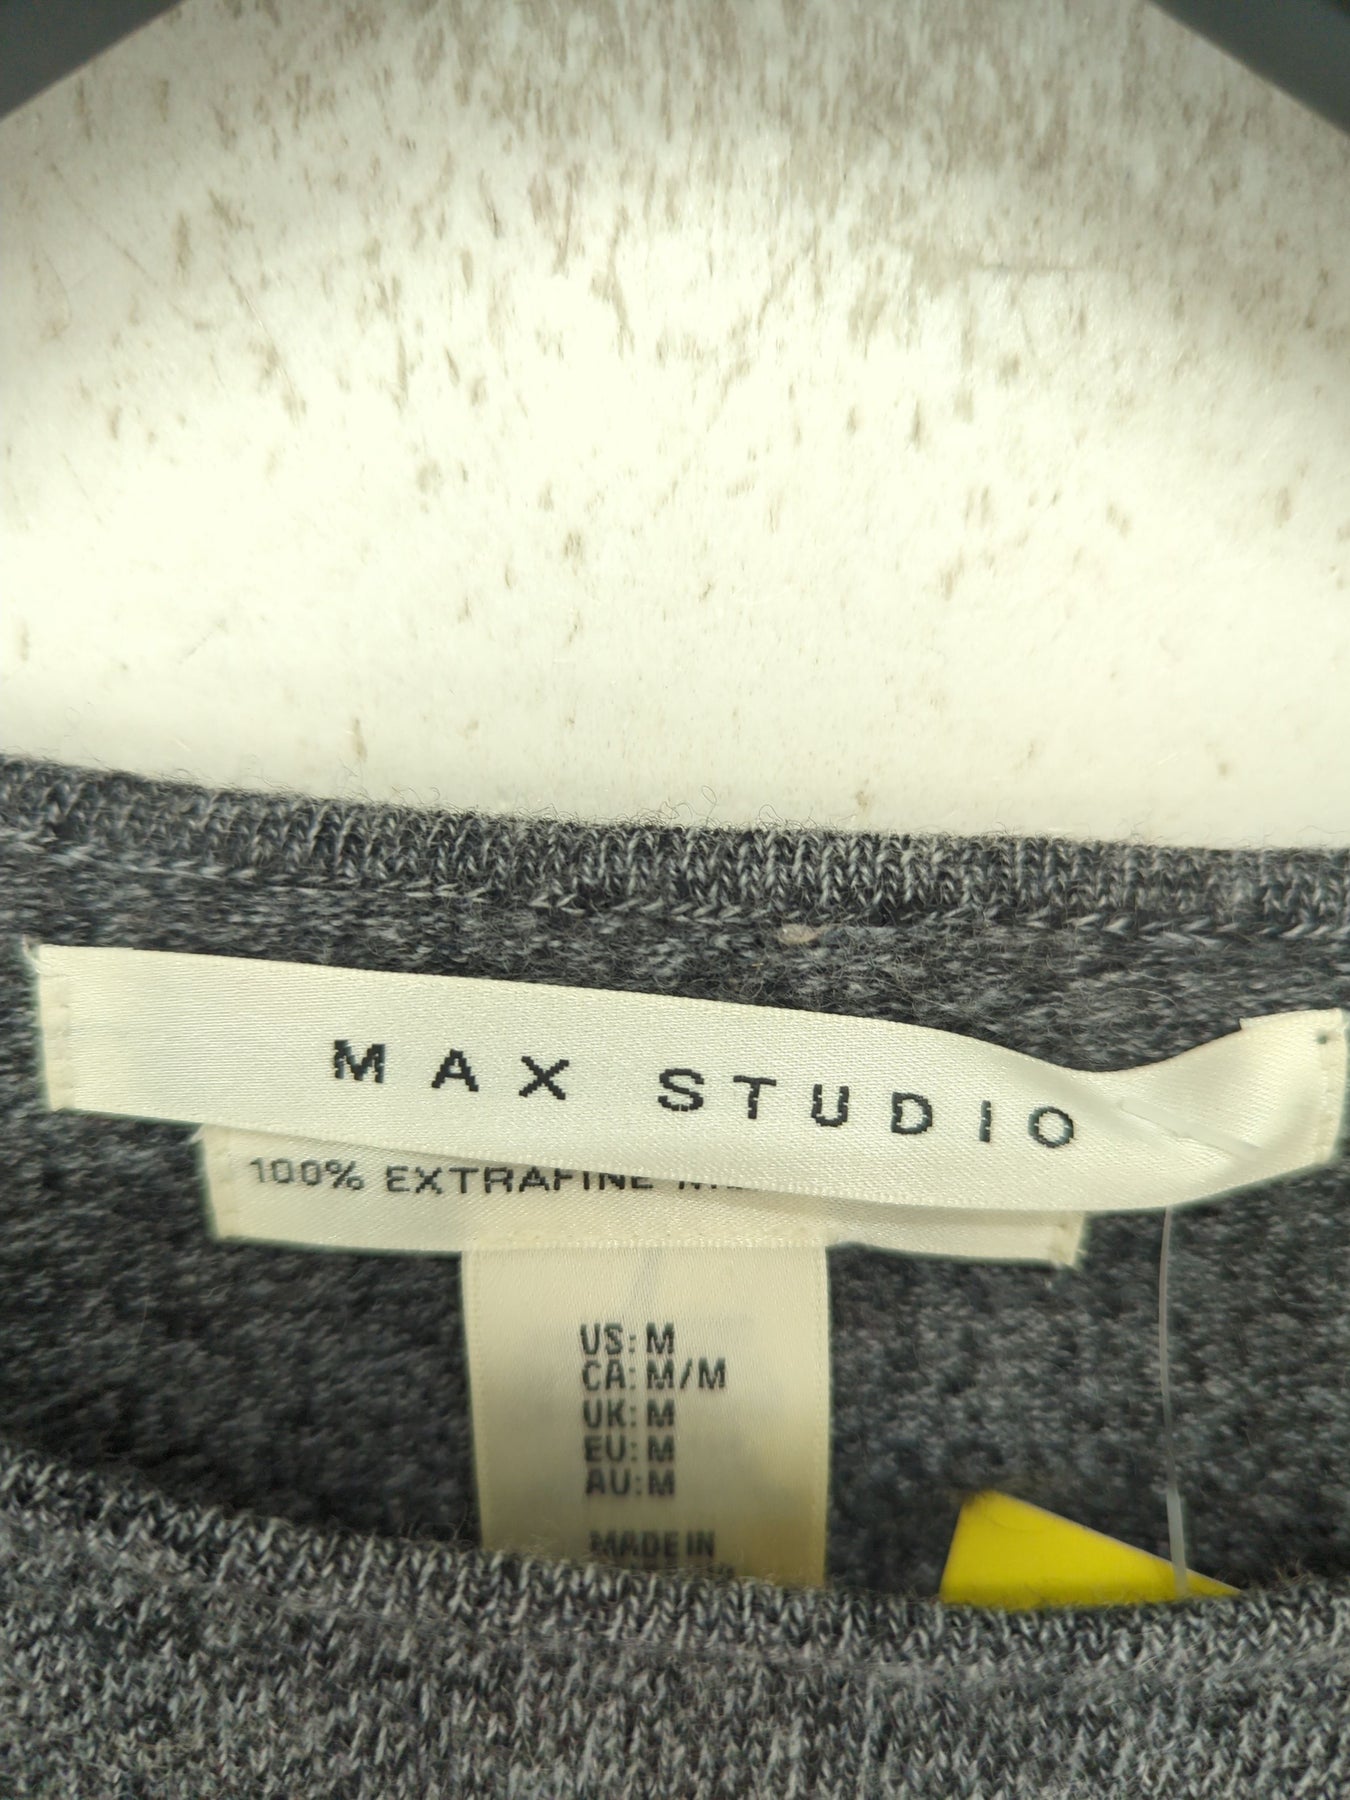 MAX STUDIO
100% EXTRAFINE
US: M
CA: M/M
UK: M
EU: M
AU: M
MADE IN